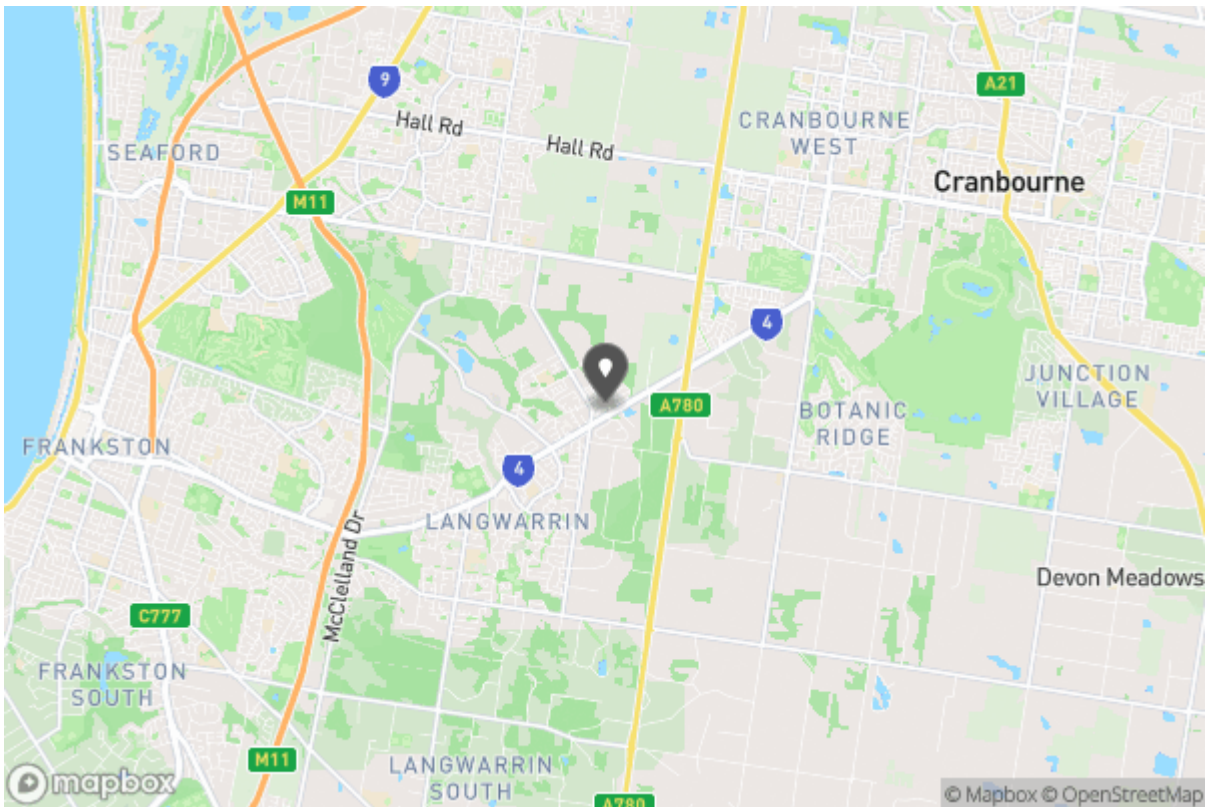 9
A21
Hall Rd
Hall Rd
CRANBOURNE
WEST
SEAFORD
Cranbourne
M11
4
A780
JUNCTION
VILLAGE
BOTANIC
RIDGE
FRANKSTON
4
LANGWARRIN
McClelland Dr
Devon Meadows
C777
FRANKSTON
SOUTH
M11
LANGWARRIN
SOUTH
mapbox
A780
© Mapbox © OpenStreetMap